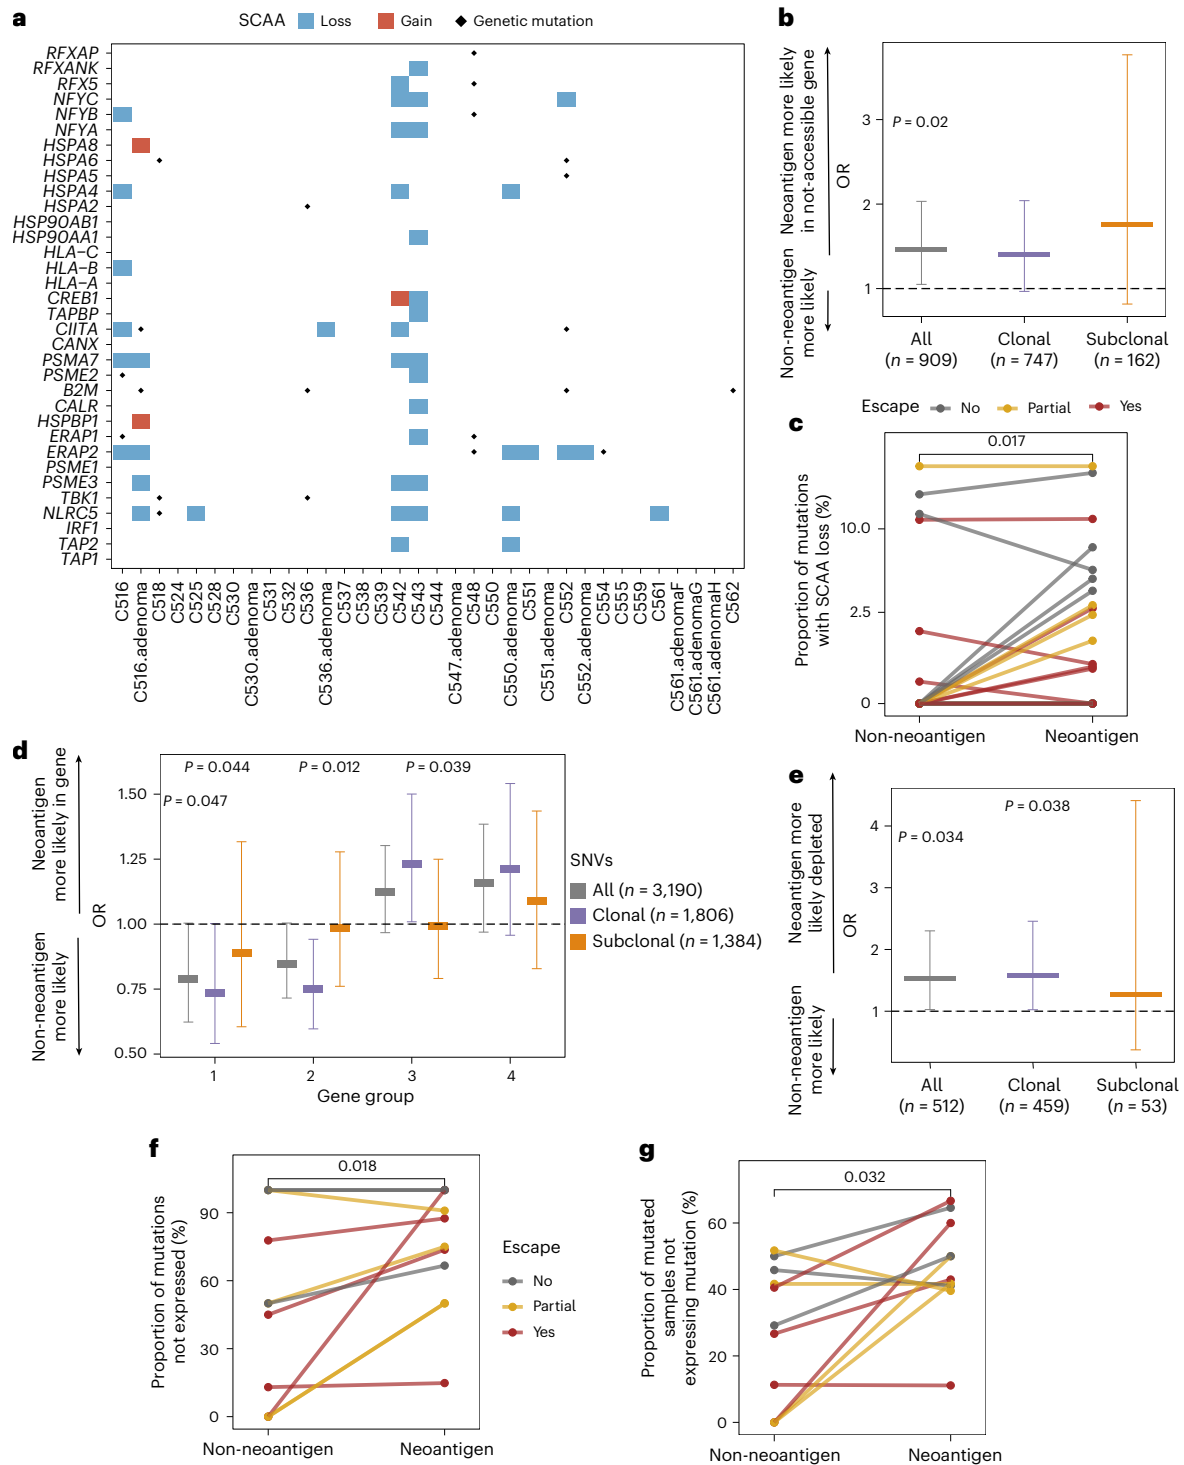 a
SCAA Loss Gain Genetic mutation
RFXAP
RFXANK
RFX5
NFYC
NFYB
NFYA
HSPA8
HSPA6
HSPA5
HSPA4
HSPA2
HSP90AB1
HSP90AA1
HLA−C
HLA−B
HLA−A
CREB1
TAPBP
CIITA
CANX
PSMA7
PSME2
B2M
CALR
HSPBP1
ERAP1
ERAP2
PSME1
PSME3
TBK1
NLRC5
IRF1
TAP2
TAP1
C516
C516.adenoma
C518
C524
C525
C528
C530
C530.adenoma
C531
C532
C536
C536.adenoma
C537
C538
C539
C542
C543
C544
C547.adenoma
C548
C550
C550.adenoma
C551
C551.adenoma
C552
C552.adenoma
C554
C555
C559
C561
C561.adenomaF
C561.adenomaG
C561.adenomaH
C562
b
Neoantigen more likely
in not-accessible gene
Non-neoantigen
more likely
OR
3
2
1
P = 0.02
All
(n = 909)
Clonal
(n = 747)
Subclonal
(n = 162)
Escape No Partial Yes
c
Proportion of mutations
with SCAA loss (%)
10.0
2.5
0
0.017
Non-neoantigen
Neoantigen
d
Neoantigen
more likely in gene
Non-neoantigen
more likely
OR
1.50
1.25
1.00
0.75
0.50
P = 0.044
P = 0.012
P = 0.039
P = 0.047
1
2
3
4
Gene group
SNVs
All (n = 3,190)
Clonal (n = 1,806)
Subclonal (n = 1,384)
e
Neoantigen more
likely depleted
Non-neoantigen
more likely
OR
4
3
2
1
P = 0.038
P = 0.034
All
(n = 512)
Clonal
(n = 459)
Subclonal
(n = 53)
f
Proportion of mutations
not expressed (%)
90
60
30
0
0.018
Non-neoantigen
Neoantigen
Escape
No
Partial
Yes
g
Proportion of mutated
samples not
expressing mutation (%)
60
40
20
0
0.032
Non-neoantigen
Neoantigen